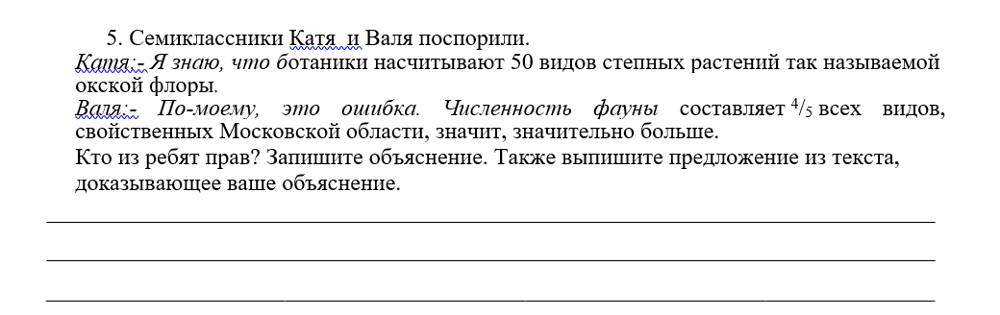 5. Семиклассники Катя  и Валя поспорили.
Катя:- Я знаю, что ботаники насчитывают 50 видов степных растений так называемой
окской флоры.
Валя:- По-моему, это ошибка. Численность фауны составляет ⁴/₅ всех видов,
свойственных Московской области, значит, значительно больше.
Кто из ребят прав? Запишите объяснение. Также выпишите предложение из текста,
доказывающее ваше объяснение.